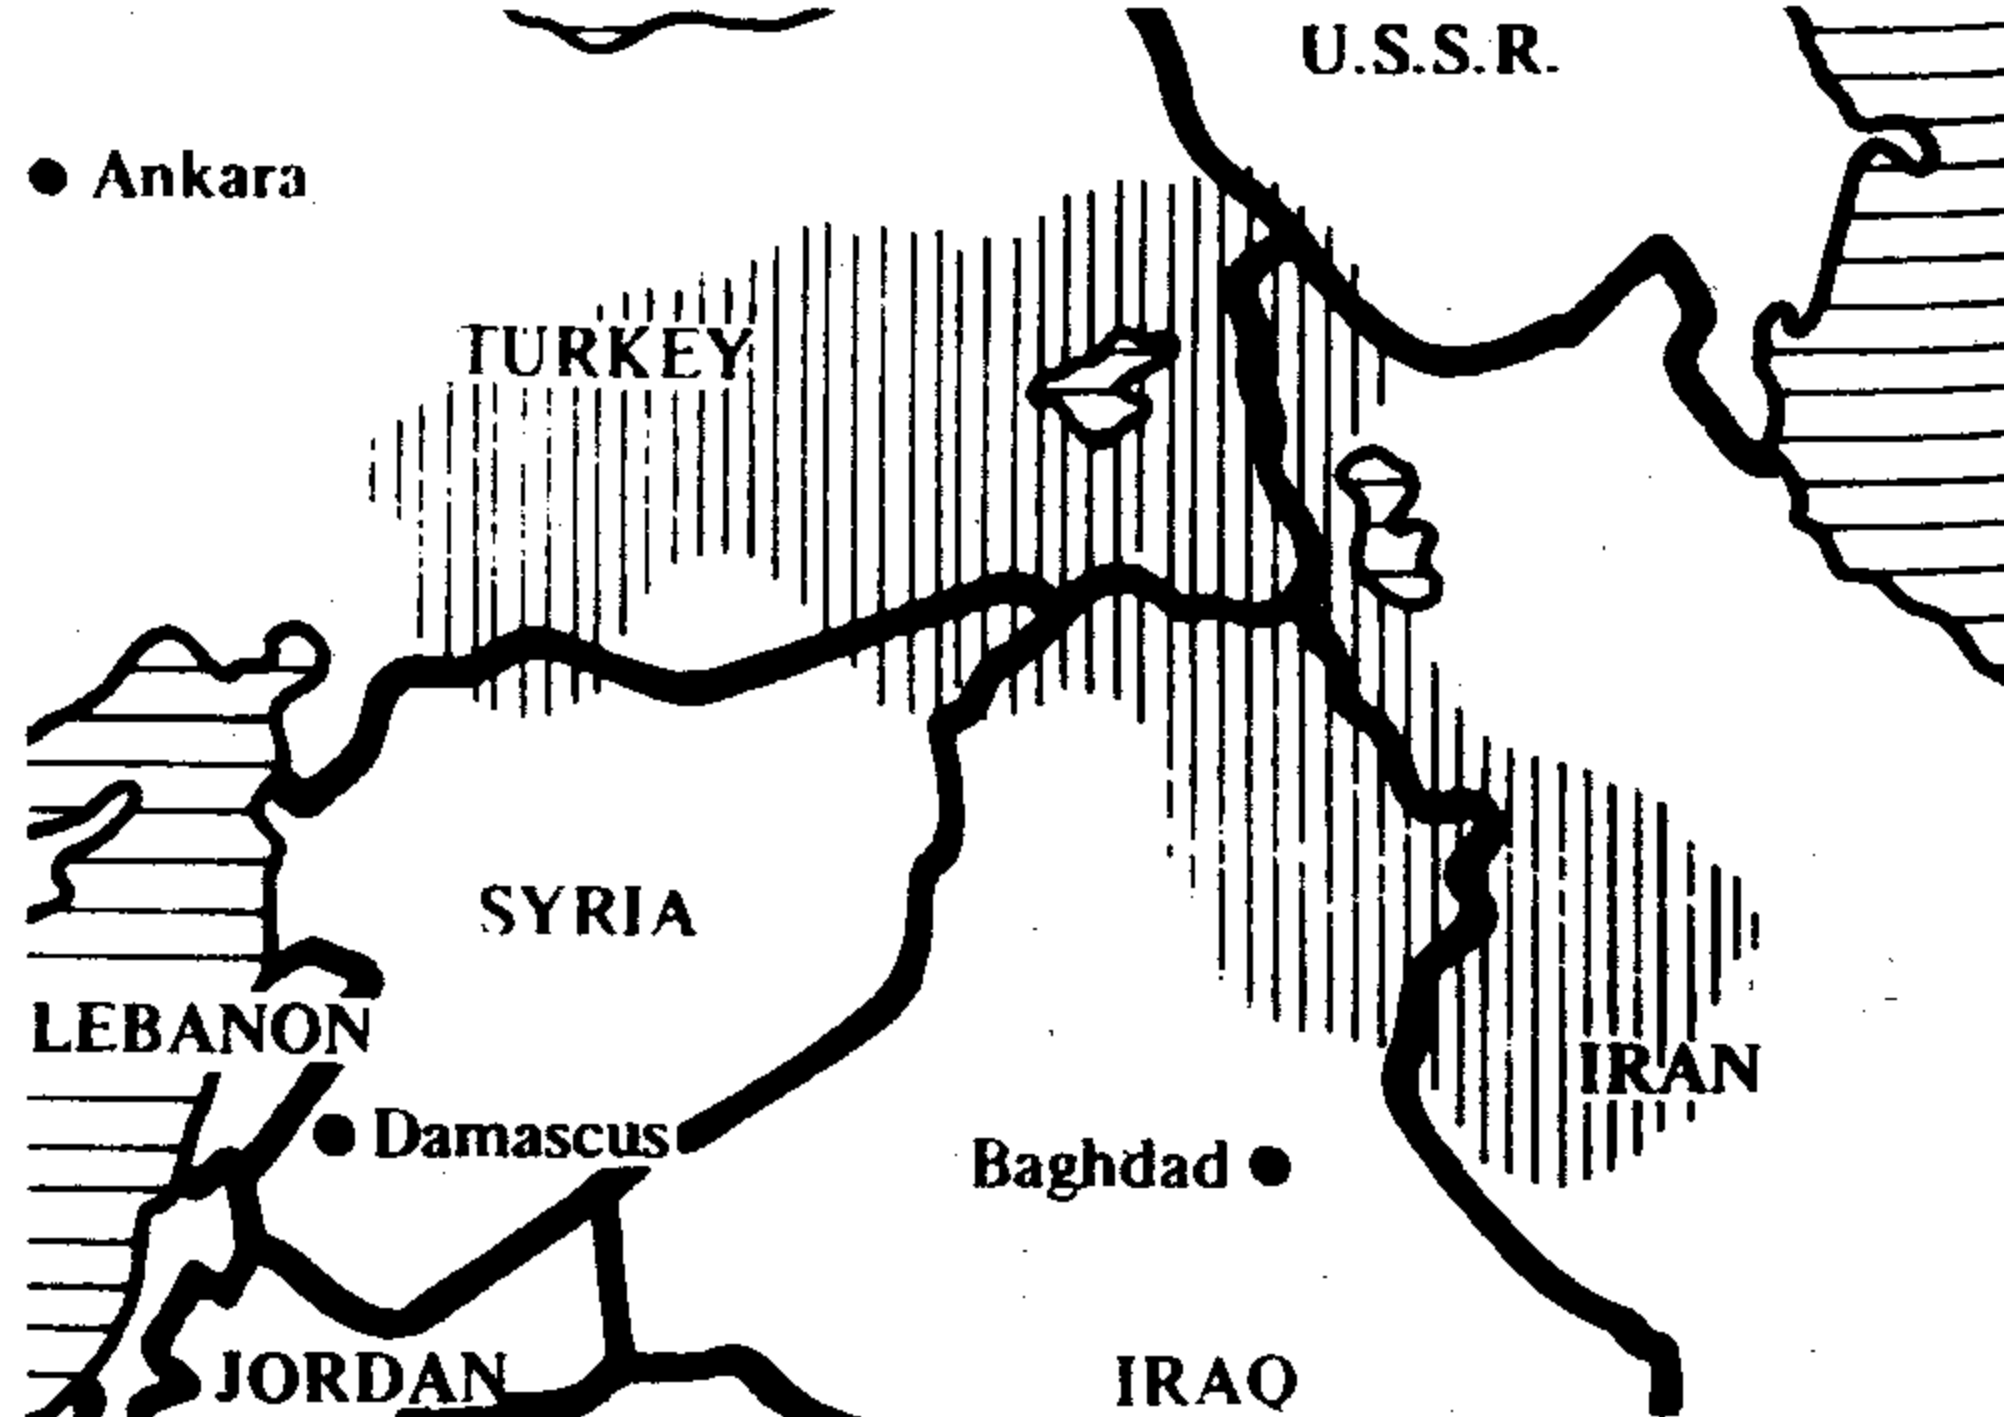 U.S.S.R.
Ankara
TURKEY
SYRIA
LEBANON
IRAN
Damascus
Baghdad
JORDAN
IRAQ